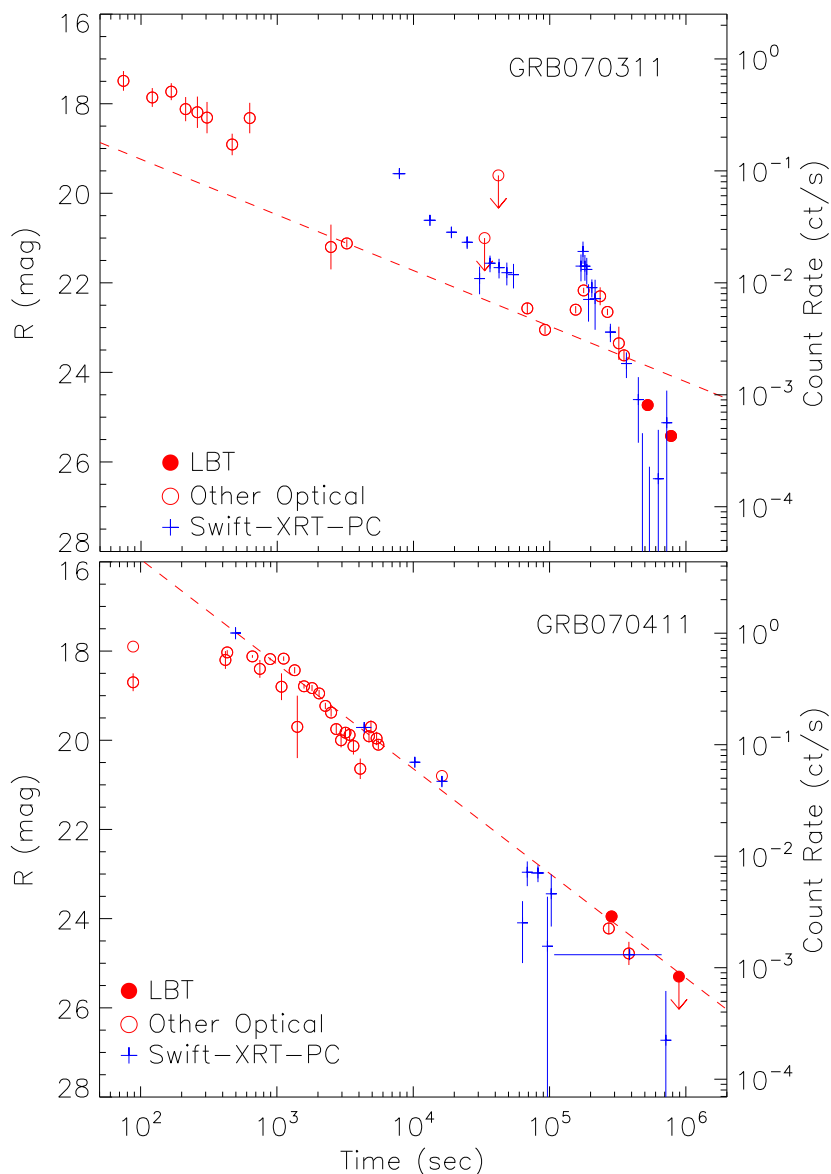 16
18
20
22
24
26
28
R (mag)
GRB070311
LBT
Other Optical
Swift-XRT-PC
10^0
10^-1
10^-2
10^-3
10^-4
Count Rate (ct/s)
16
18
20
22
24
26
28
R (mag)
GRB070411
LBT
Other Optical
Swift-XRT-PC
10^0
10^-1
10^-2
10^-3
10^-4
Count Rate (ct/s)
10^2 10^3 10^4 10^5 10^6
Time (sec)